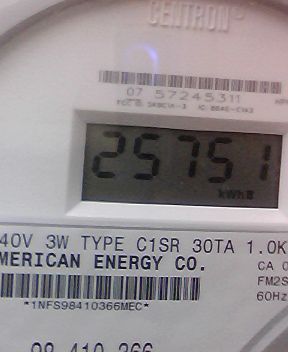 CENTRON®
07 57245311
25751
kWh
40V 3W TYPE C1SR 30TA 1.0K
MERICAN ENERGY CO.
CA 0
FM2S
60Hz
*1NFS98410366MEC*
98 410 366